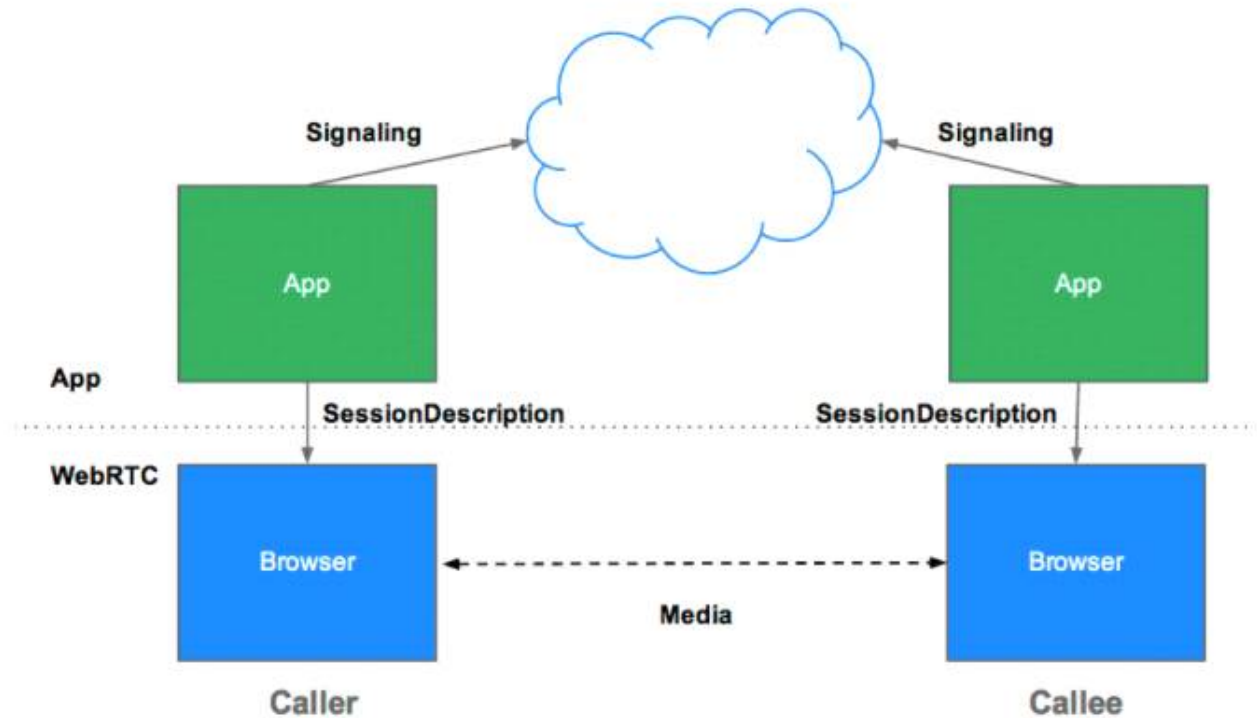 Signaling
Signaling
App
App
App
SessionDescription
SessionDescription
WebRTC
Browser
Browser
Media
Caller
Callee